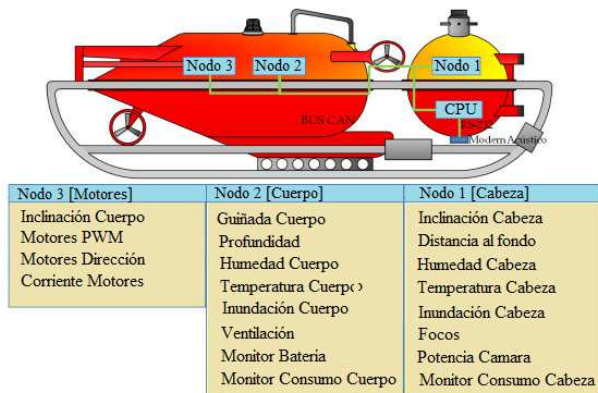 Nodo 3
Nodo 2
Nodo 1
CPU
BUS CAN
RS-232
Modem Acustico
Nodo 3 [Motores]
Inclinación Cuerpo
Motores PWM
Motores Dirección
Corriente Motores
Nodo 2 [Cuerpo]
Guiñada Cuerpo
Profundidad
Humedad Cuerpo
Temperatura Cuerpo
Inundación Cuerpo
Ventilación
Monitor Batería
Monitor Consumo Cuerpo
Nodo 1 [Cabeza]
Inclinación Cabeza
Distancia al fondo
Humedad Cabeza
Temperatura Cabeza
Inundación Cabeza
Focos
Potencia Camara
Monitor Consumo Cabeza